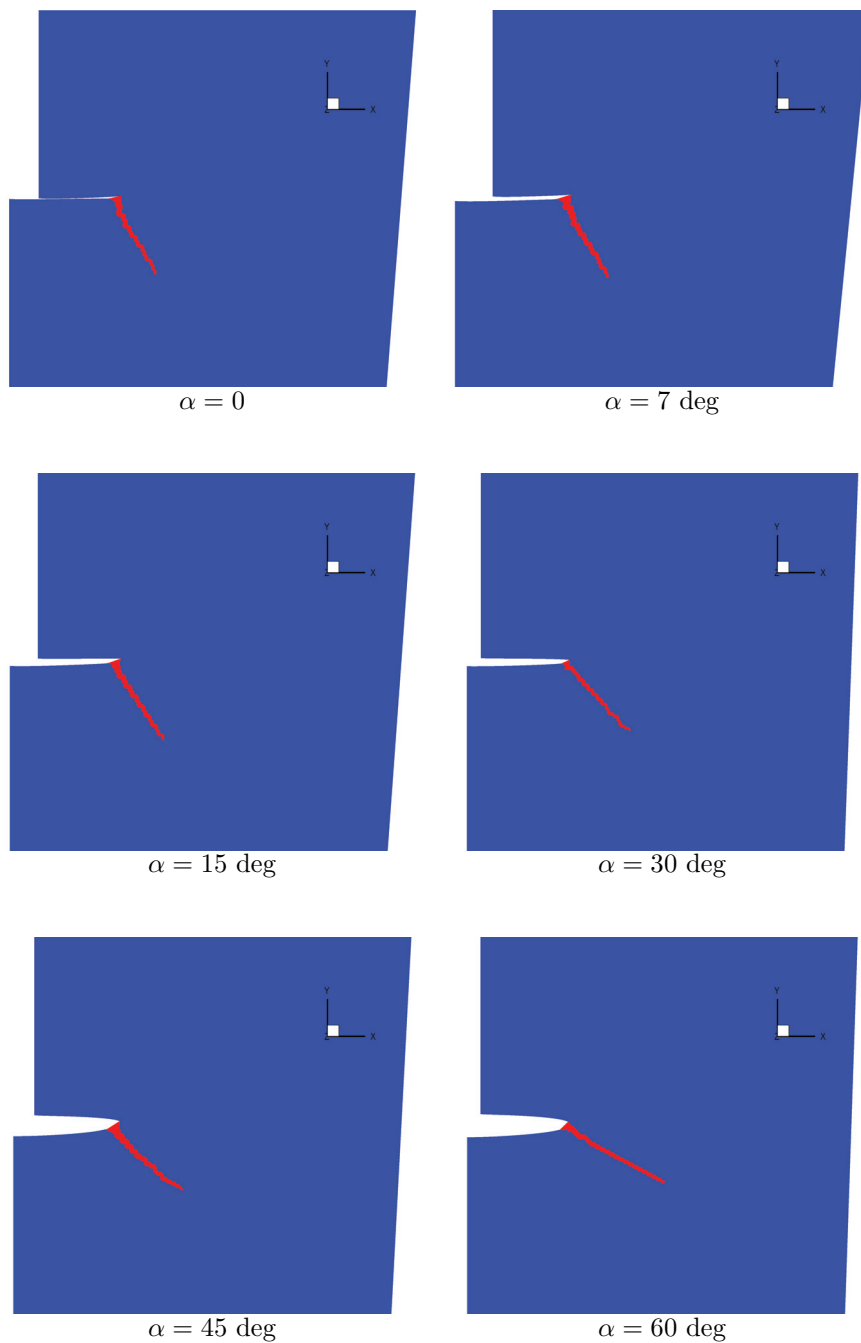 Y
Z X
α = 0
Y
Z X
α = 7 deg
Y
Z X
α = 15 deg
Y
Z X
α = 30 deg
Y
Z X
α = 45 deg
Y
Z X
α = 60 deg